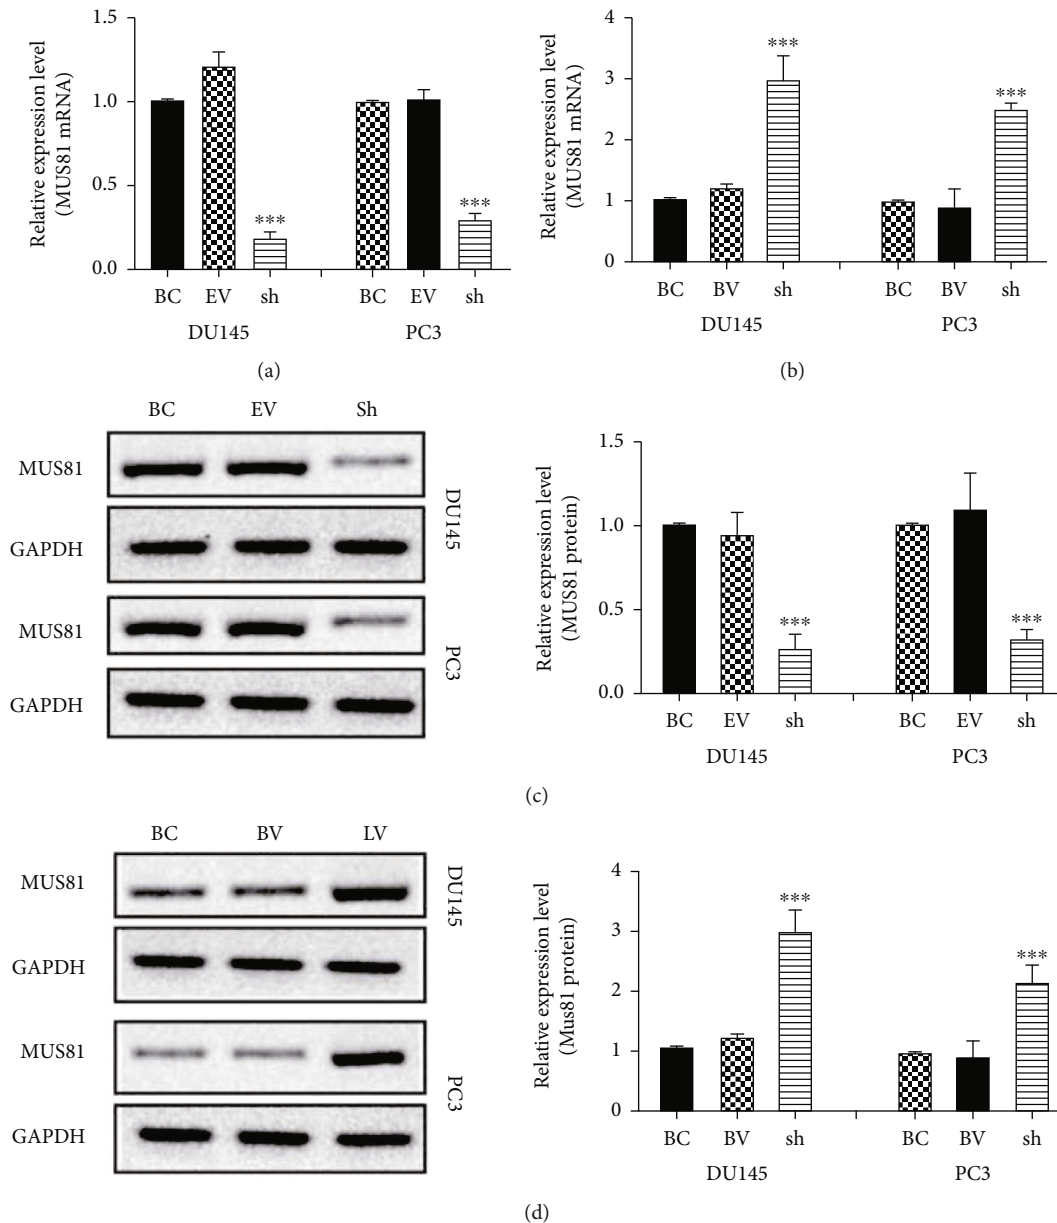 Relative expression level
(MUS81 mRNA)
1.5
1.0
0.5
0.0
***
***
BC EV sh BC EV sh
DU145 PC3
(a)
Relative expression level
(MUS81 mRNA)
4
3
2
1
0
***
***
BC BV sh BC BV sh
DU145 PC3
(b)
BC EV Sh
MUS81
GAPDH
DU145
MUS81
GAPDH
PC3
Relative expression level
(MUS81 protein)
1.5
1.0
0.5
0.0
***
***
BC EV sh BC EV sh
DU145 PC3
(c)
BC BV LV
MUS81
GAPDH
DU145
MUS81
GAPDH
PC3
Relative expression level
(Mus81 protein)
4
3
2
1
0
***
***
BC BV sh BC BV sh
DU145 PC3
(d)